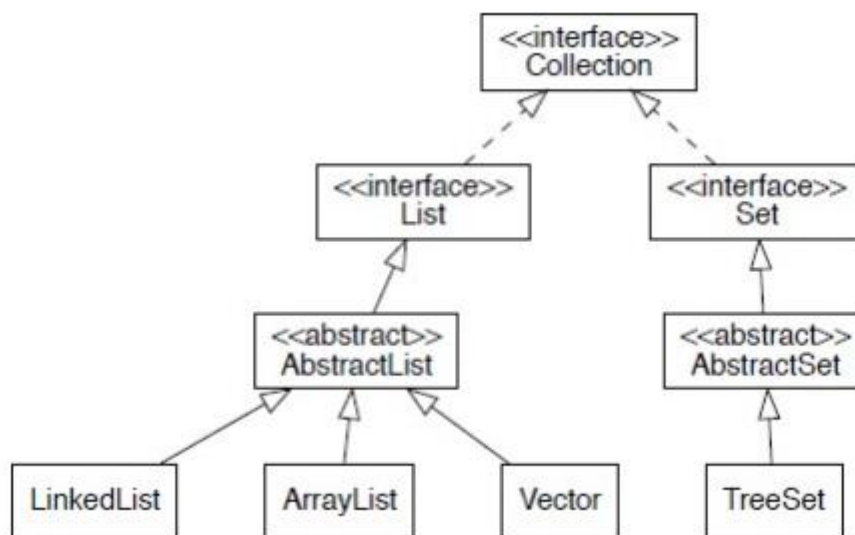 <<interface>>
Collection
<<interface>>
List
<<interface>>
Set
<<abstract>>
AbstractList
<<abstract>>
AbstractSet
LinkedList
ArrayList
Vector
TreeSet